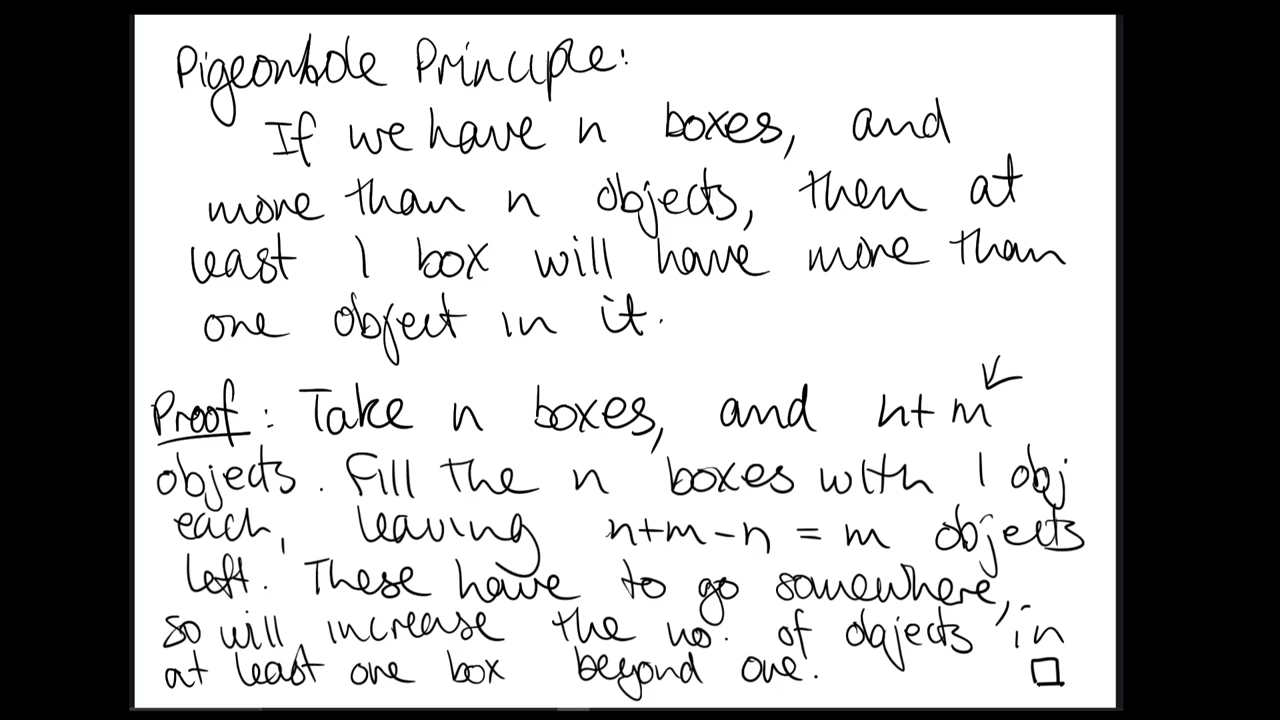 Pigeonhole Principle:
If we have n boxes, and
more than n objects, then at
least 1 box will have more than
one object in it.
Proof: Take n boxes, and n+m
objects. Fill the n boxes with 1 obj
each, leaving n+m-n = m objects
left. These have to go somewhere,
so will increase the no. of objects in
at least one box beyond one. □